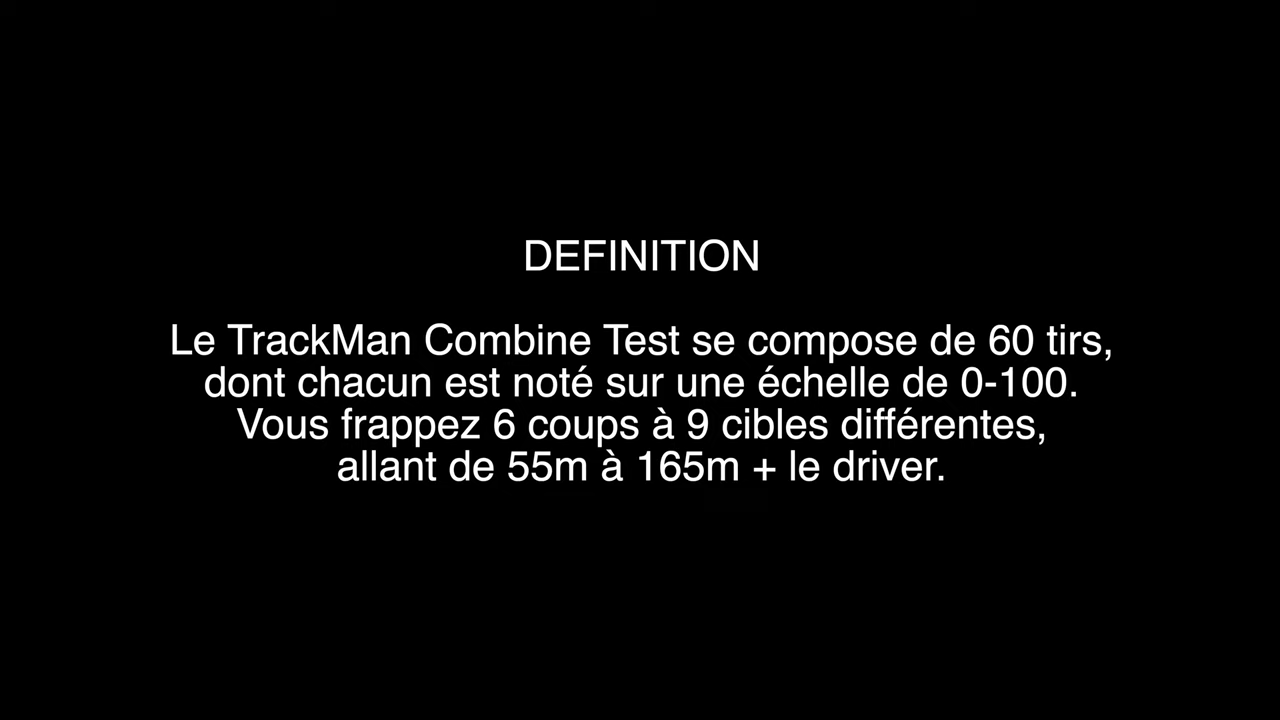 DEFINITION
Le TrackMan Combine Test se compose de 60 tirs,
dont chacun est noté sur une échelle de 0-100.
Vous frappez 6 coups à 9 cibles différentes,
allant de 55m à 165m + le driver.